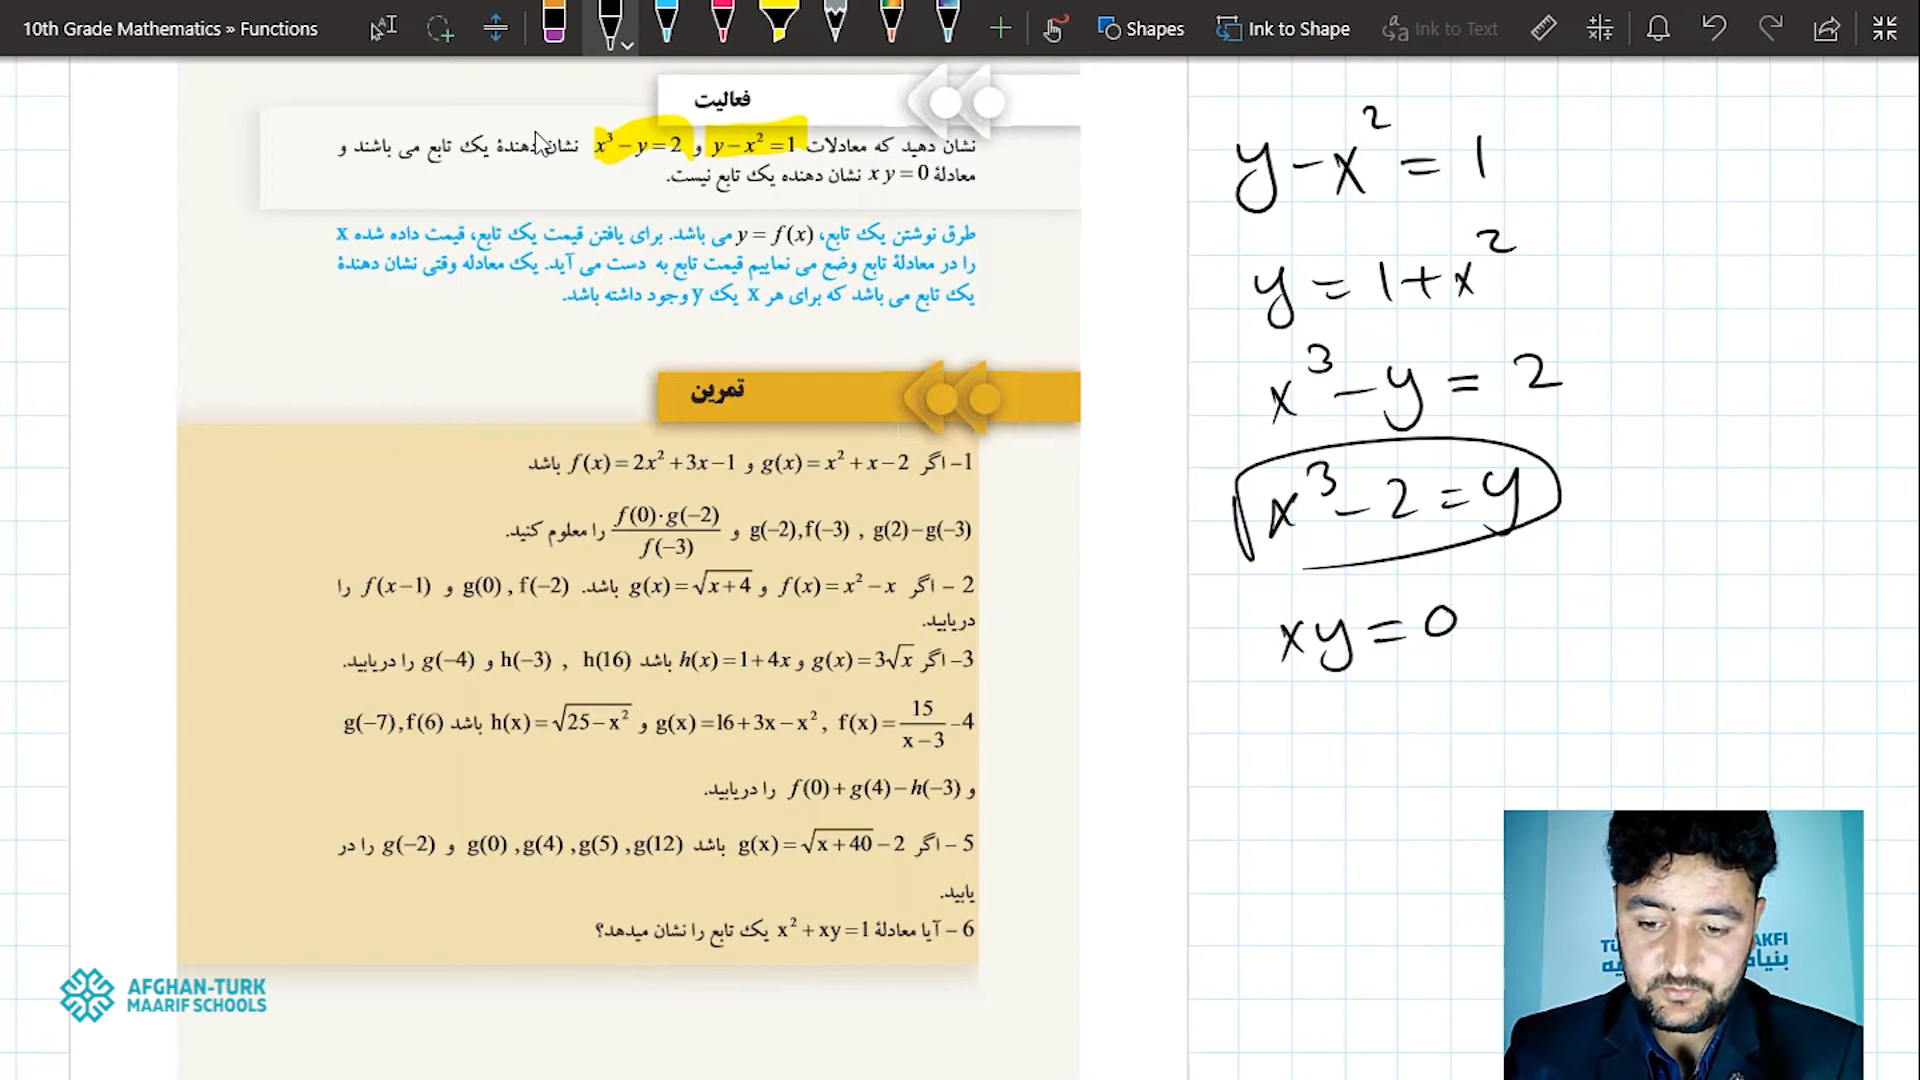 10th Grade Mathematics » Functions
Shapes
Ink to Shape
Ink to Text
فعالیت
نشان دهید که معادلات y − x² = 1 و x³ − y = 2 نشان دهندهٔ یک تابع می باشند و
معادلهٔ x y = 0 نشان دهنده یک تابع نیست.
طرق نوشتن یک تابع، y = f(x) می باشد. برای یافتن قیمت یک تابع، قیمت داده شده x
را در معادلهٔ تابع وضع می نماییم قیمت تابع به دست می آید. یک معادله وقتی نشان دهندهٔ
یک تابع می باشد که برای هر x یک y وجود داشته باشد.
تمرین
1- اگر g(x) = x² + x − 2 و f(x) = 2x² + 3x − 1 باشد
g(2) − g(−3) , g(−2), f(−3) و f(0)·g(−2) / f(−3) را معلوم کنید.
2 - اگر f(x) = x² − x و g(x) = √(x+4) باشد. g(0) , f(−2) و f(x−1) را
دریابید.
3- اگر g(x) = 3√x و h(x) = 1 + 4x باشد h(16) , h(−3) و g(−4) را دریابید.
4- f(x) = 15 / (x − 3) , g(x) = 16 + 3x − x² و h(x) = √(25 − x²) باشد g(−7), f(6)
و f(0) + g(4) − h(−3) را دریابید.
5 - اگر g(x) = √(x+40) − 2 باشد g(0) , g(4) , g(5) , g(12) و g(−2) را در
یابید.
6 - آیا معادلهٔ x² + xy = 1 یک تابع را نشان میدهد؟
y − x² = 1
y = 1 + x²
x³ − y = 2
x³ − 2 = y
xy = 0
AFGHAN-TURK
MAARIF SCHOOLS
AKFI